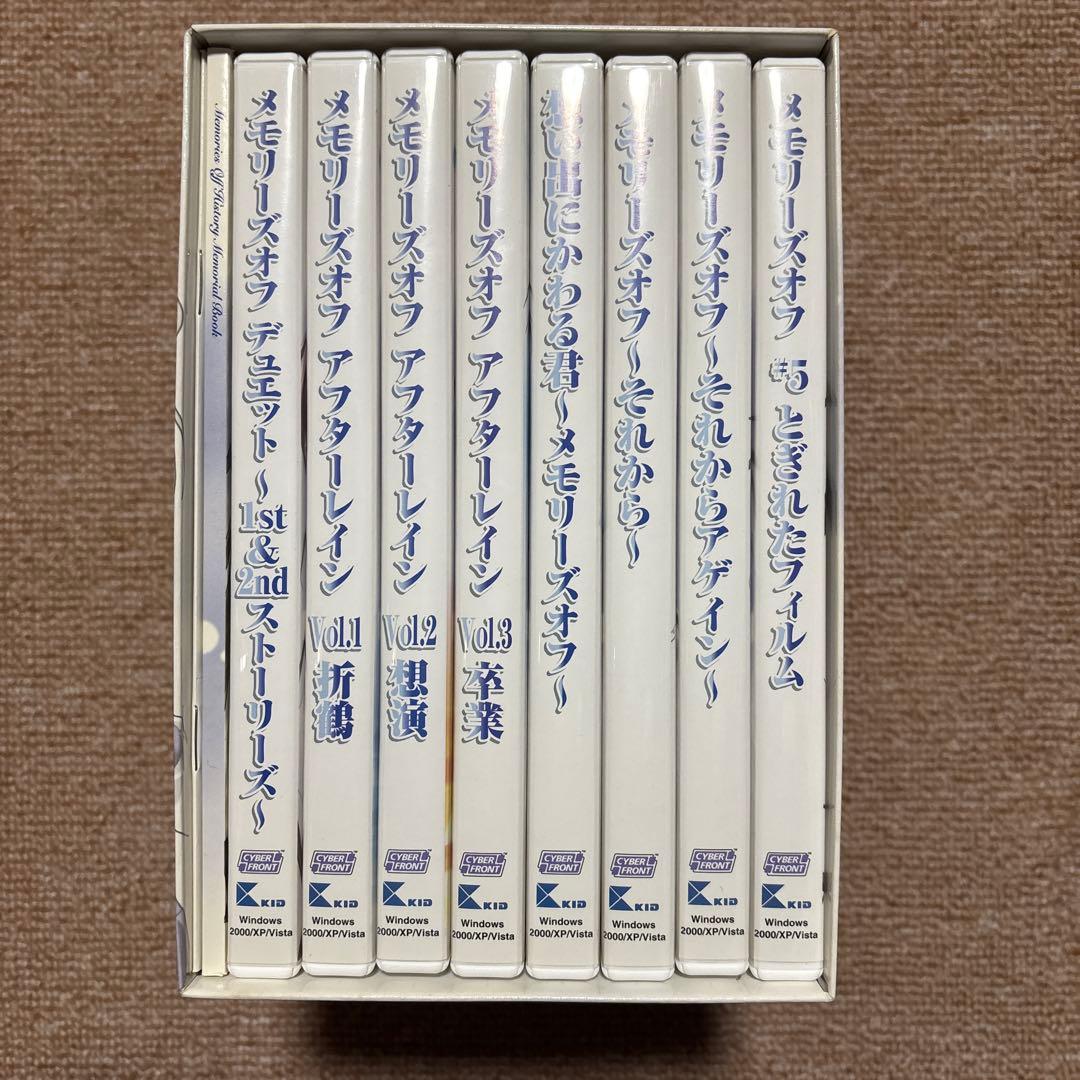 Memories Off History Memorial Book
メモリーズオフ デュエット ～1st&2ndストーリーズ～
CYBER FRONT
KID
Windows
2000/XP/Vista
メモリーズオフ アフターレイン Vol.1 折鶴
CYBER FRONT
KID
Windows
2000/XP/Vista
メモリーズオフ アフターレイン Vol.2 想演
CYBER FRONT
KID
Windows
2000/XP/Vista
メモリーズオフ アフターレイン Vol.3 卒業
CYBER FRONT
KID
Windows
2000/XP/Vista
想い出にかわる君～メモリーズオフ～
CYBER FRONT
KID
Windows
2000/XP/Vista
メモリーズオフ～それから～
CYBER FRONT
KID
Windows
2000/XP/Vista
メモリーズオフ～それからアゲイン～
CYBER FRONT
KID
Windows
2000/XP/Vista
メモリーズオフ #5 とぎれたフィルム
CYBER FRONT
KID
Windows
2000/XP/Vista